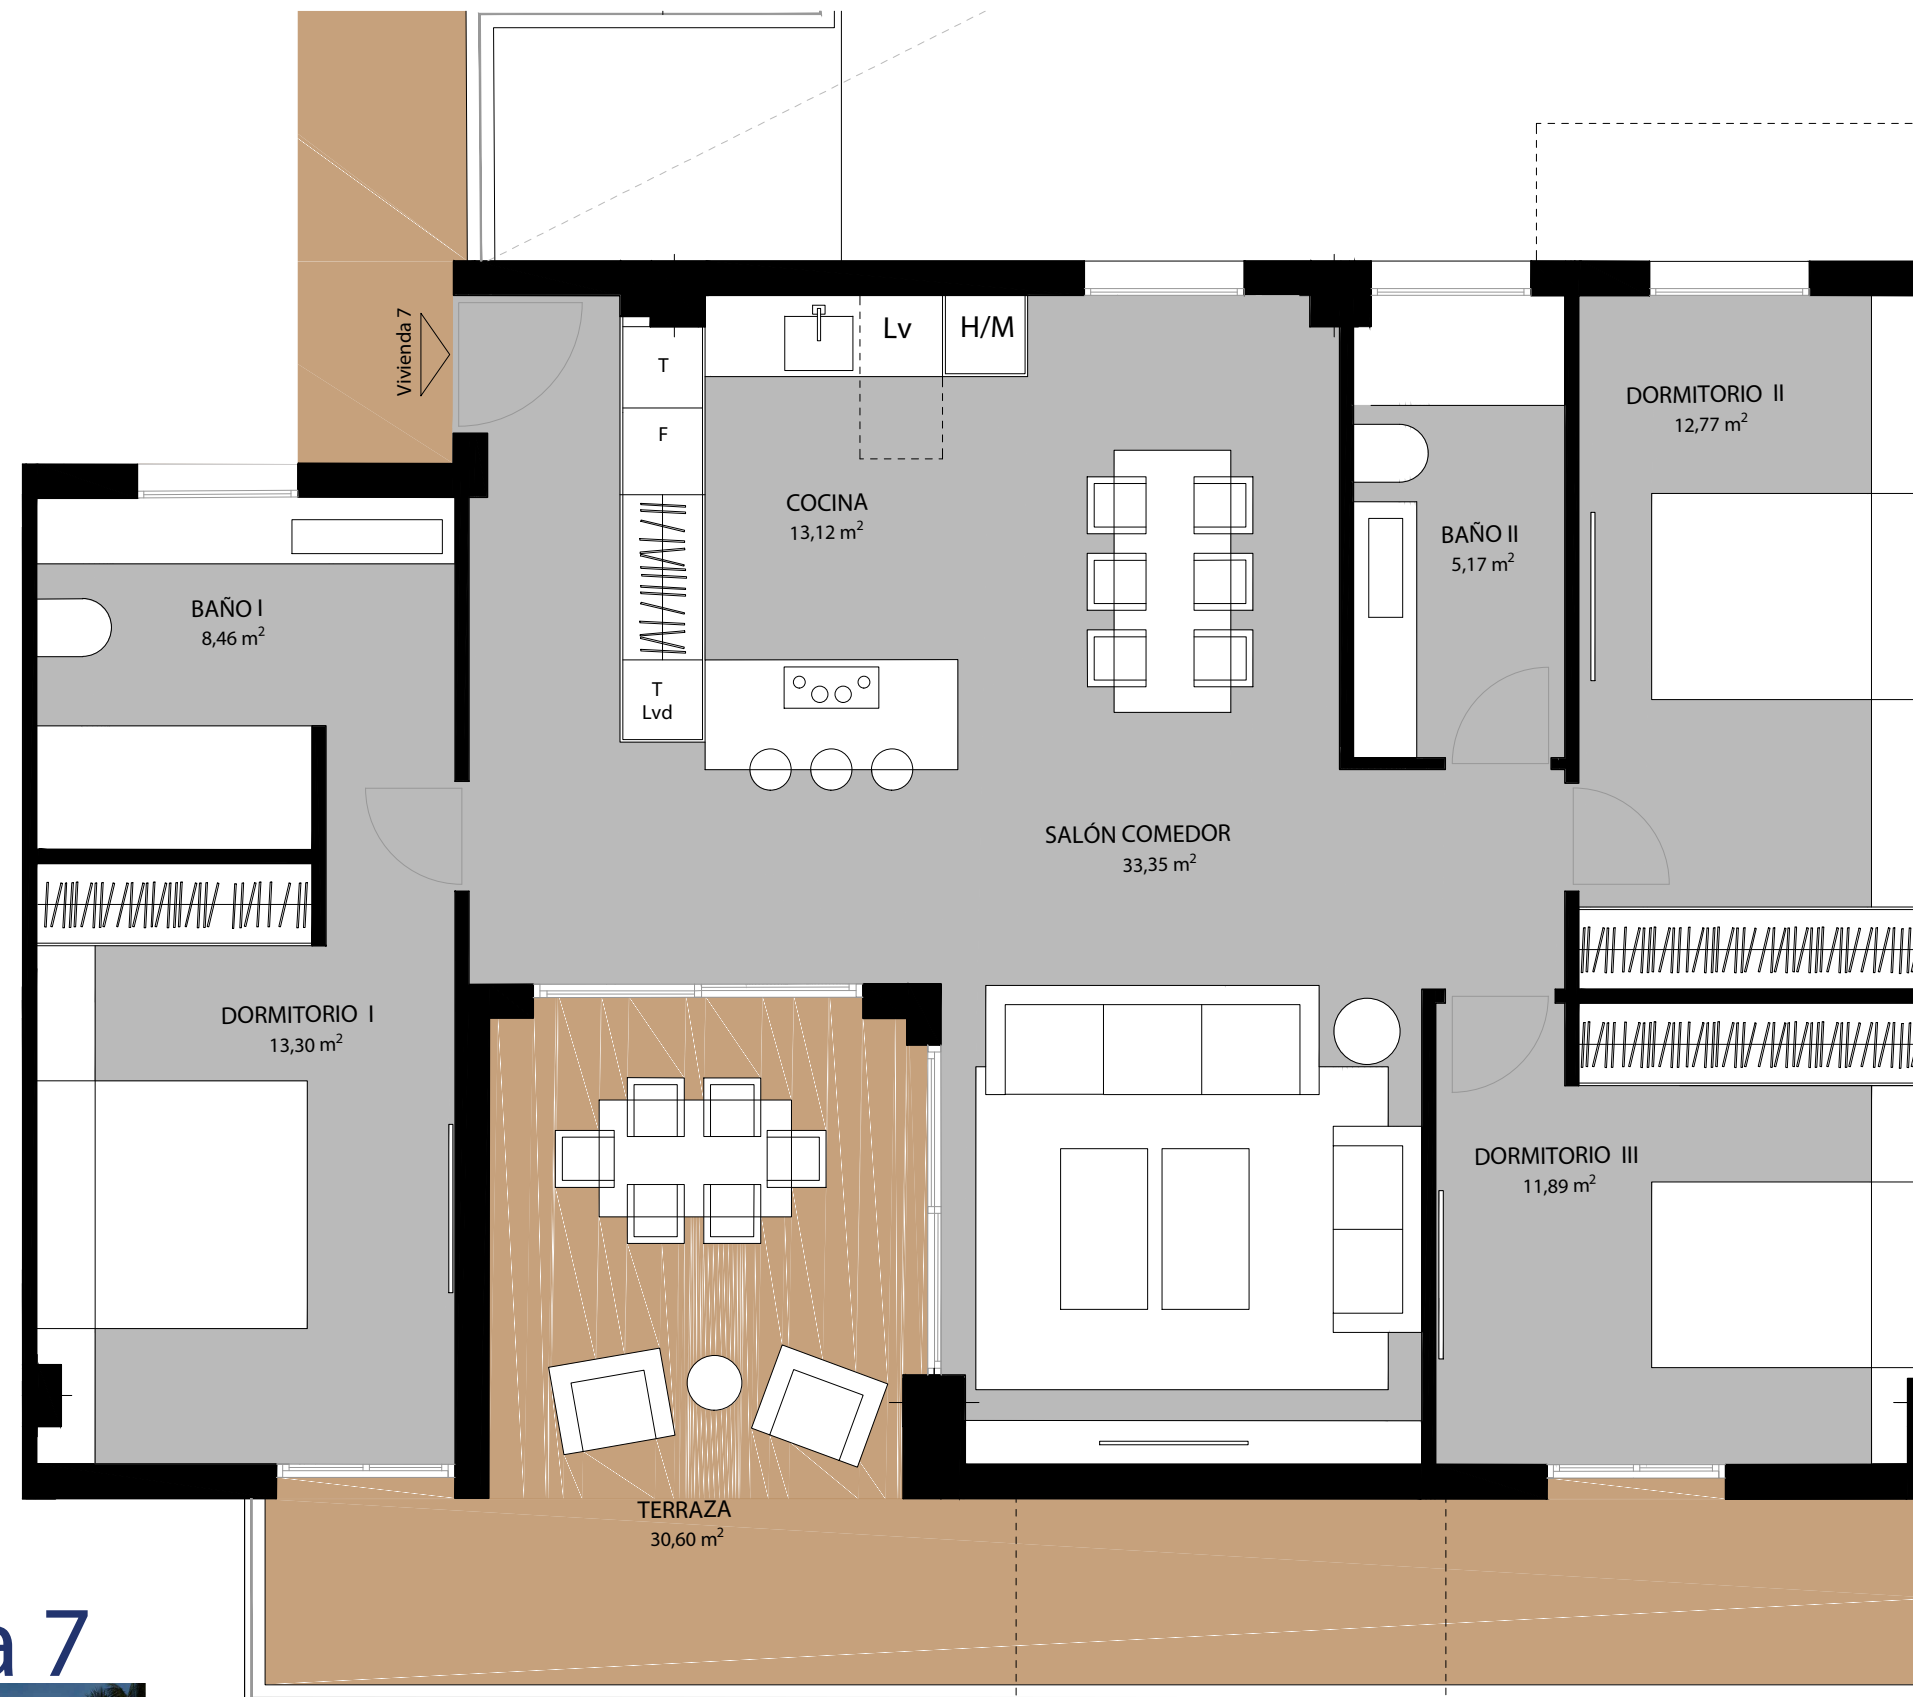 Vivienda 7
T
F
T
Lvd
Lv
H/M
COCINA
13,12 m²
BAÑO I
8,46 m²
BAÑO II
5,17 m²
DORMITORIO II
12,77 m²
SALÓN COMEDOR
33,35 m²
DORMITORIO I
13,30 m²
DORMITORIO III
11,89 m²
TERRAZA
30,60 m²
a 7